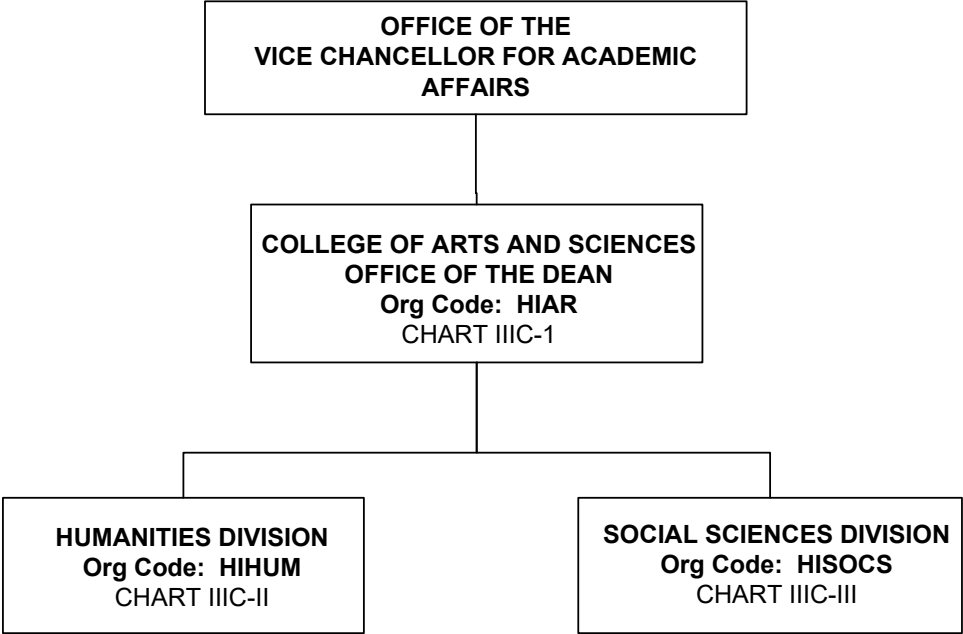 OFFICE OF THE
VICE CHANCELLOR FOR ACADEMIC
AFFAIRS
COLLEGE OF ARTS AND SCIENCES
OFFICE OF THE DEAN
Org Code: HIAR
CHART IIIC-1
HUMANITIES DIVISION
Org Code: HIHUM
CHART IIIC-II
SOCIAL SCIENCES DIVISION
Org Code: HISOCS
CHART IIIC-III